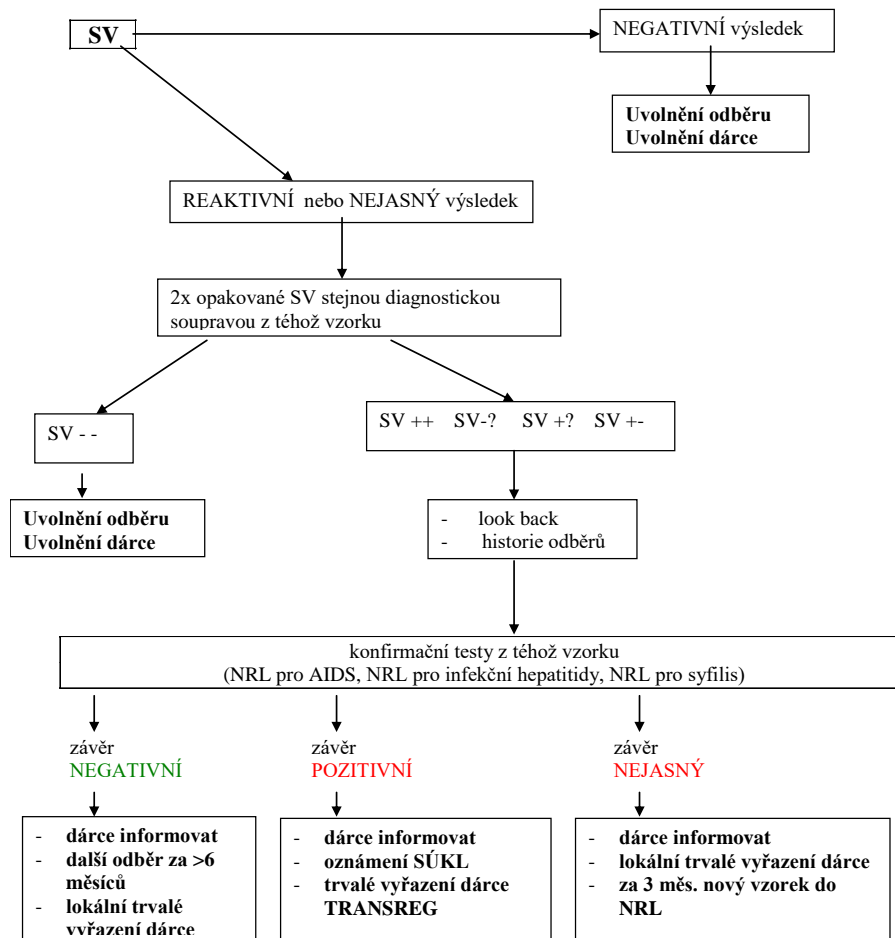 SV
NEGATIVNÍ výsledek
Uvolnění odběru
Uvolnění dárce
REAKTIVNÍ nebo NEJASNÝ výsledek
2x opakované SV stejnou diagnostickou
soupravou z téhož vzorku
SV - -
SV ++ SV-? SV +? SV +-
Uvolnění odběru
Uvolnění dárce
- look back
- historie odběrů
konfirmační testy z téhož vzorku
(NRL pro AIDS, NRL pro infekční hepatitidy, NRL pro syfilis)
závěr
NEGATIVNÍ
závěr
POZITIVNÍ
závěr
NEJASNÝ
- dárce informovat
- další odběr za >6
měsíců
- lokální trvalé
vyřazení dárce
- dárce informovat
- oznámení SÚKL
- trvalé vyřazení dárce
TRANSREG
- dárce informovat
- lokální trvalé vyřazení dárce
- za 3 měs. nový vzorek do
NRL